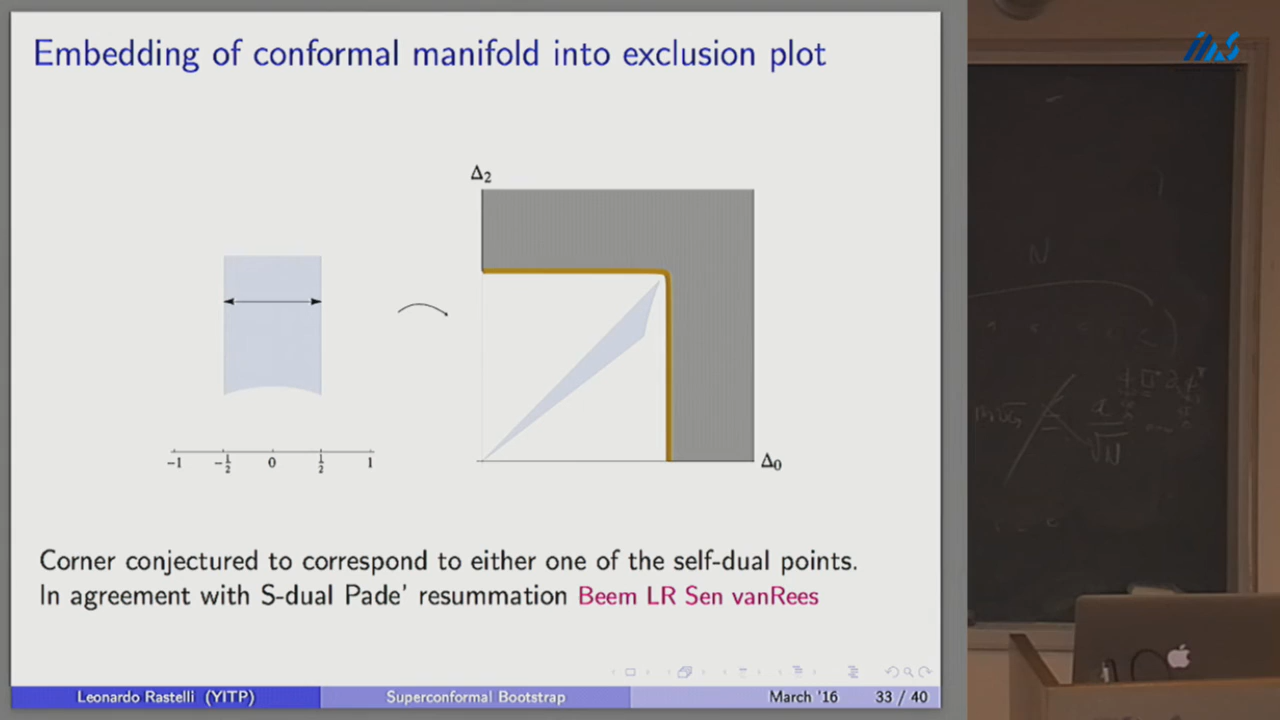 Embedding of conformal manifold into exclusion plot
Δ2
Δ0
-1 -1/2 0 1/2 1
Corner conjectured to correspond to either one of the self-dual points.
In agreement with S-dual Pade' resummation Beem LR Sen vanRees
Leonardo Rastelli (YITP) Superconformal Bootstrap March '16 33 / 40
N
√N